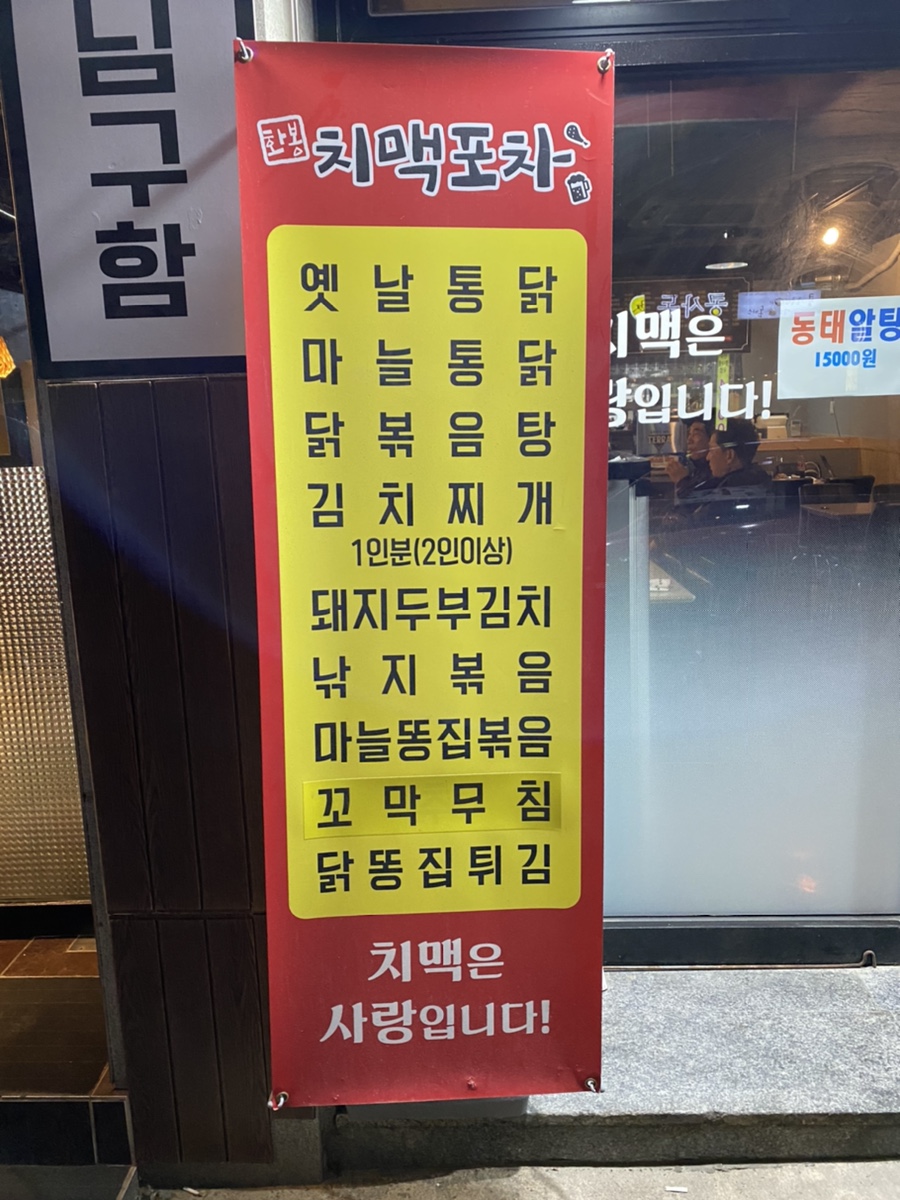 구함
화봉 치맥포차
옛날통닭
마늘통닭
닭볶음탕
김치찌개
1인분(2인이상)
돼지두부김치
낚지볶음
마늘똥집볶음
꼬막무침
닭똥집튀김
치맥은
사랑입니다!
치맥은
랑입니다!
동태알탕
15000원